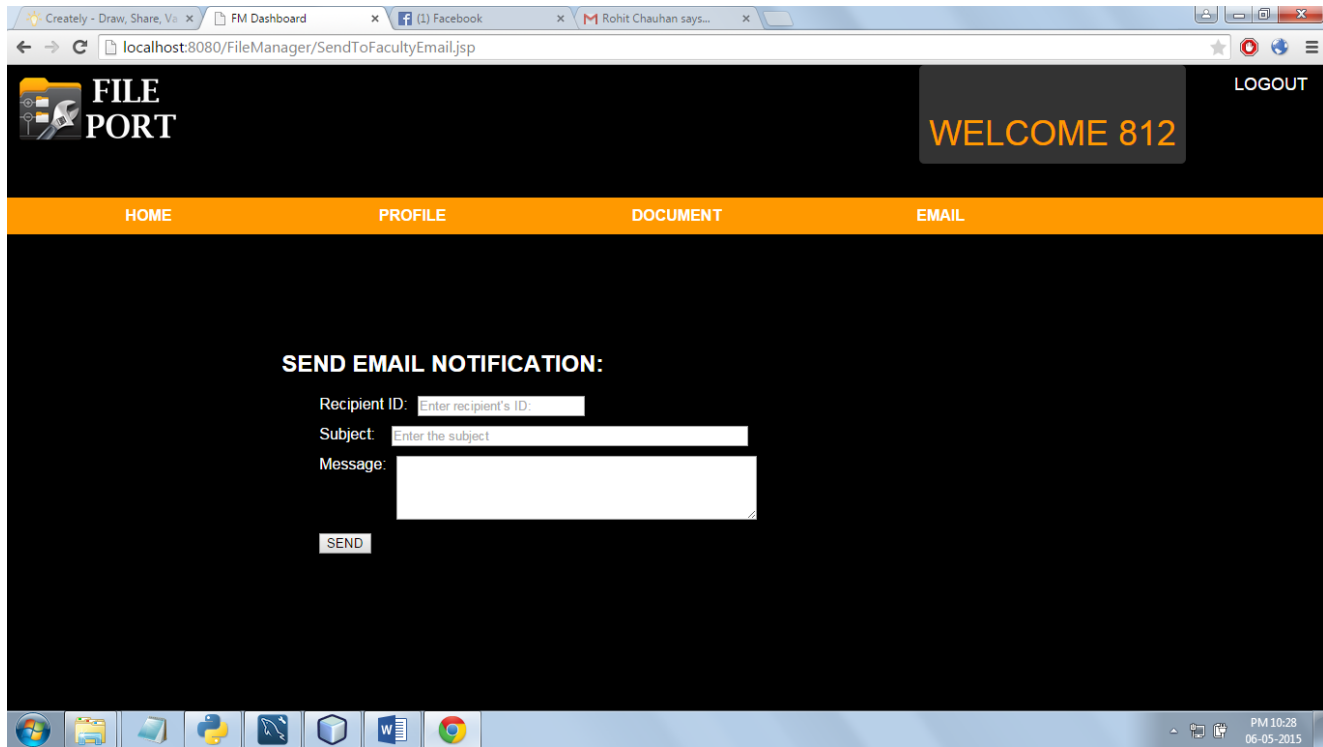 Creately - Draw, Share, Va
FM Dashboard
(1) Facebook
Rohit Chauhan says...
localhost:8080/FileManager/SendToFacultyEmail.jsp
FILE
PORT
WELCOME 812
LOGOUT
HOME
PROFILE
DOCUMENT
EMAIL
SEND EMAIL NOTIFICATION:
Recipient ID: Enter recipient's ID:
Subject: Enter the subject
Message:
SEND
PM 10:28
06-05-2015